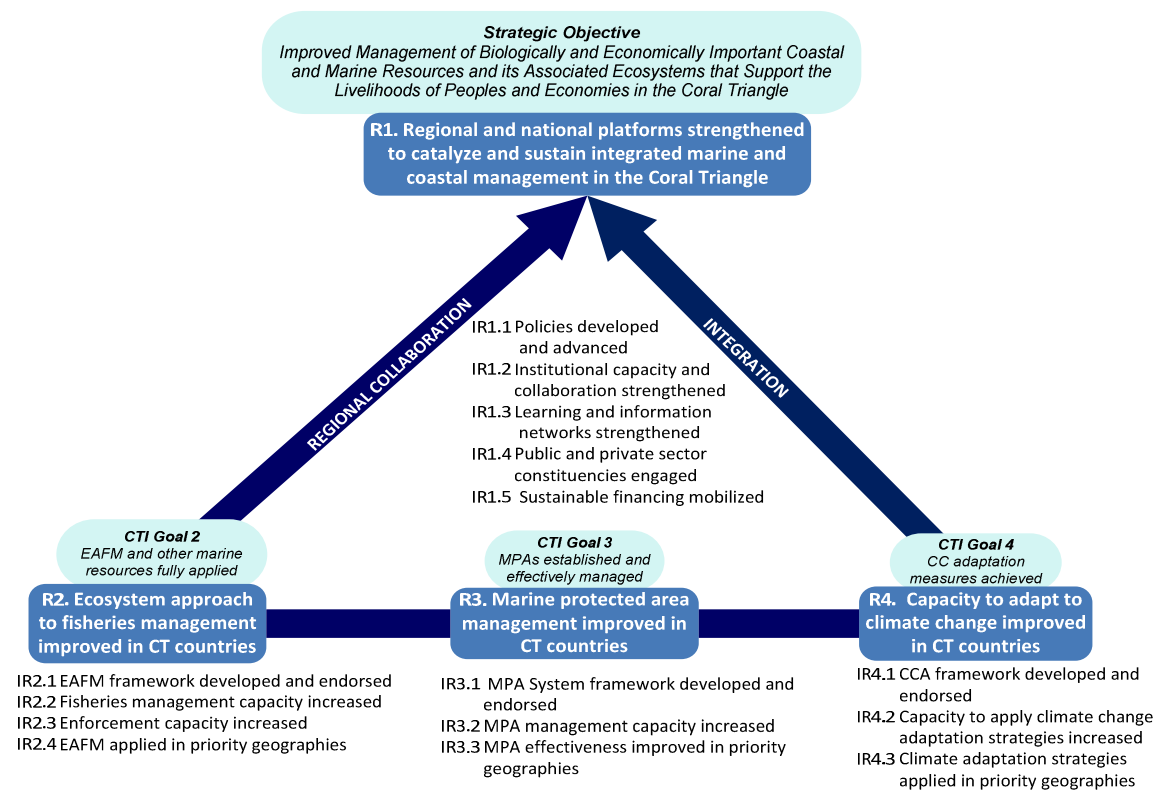 Strategic Objective
Improved Management of Biologically and Economically Important Coastal
and Marine Resources and its Associated Ecosystems that Support the
Livelihoods of Peoples and Economies in the Coral Triangle
R1. Regional and national platforms strengthened
to catalyze and sustain integrated marine and
coastal management in the Coral Triangle
REGIONAL COLLABORATION
INTEGRATION
IR1.1 Policies developed
and advanced
IR1.2 Institutional capacity and
collaboration strengthened
IR1.3 Learning and information
networks strengthened
IR1.4 Public and private sector
constituencies engaged
IR1.5 Sustainable financing mobilized
CTI Goal 2
EAFM and other marine
resources fully applied
R2. Ecosystem approach
to fisheries management
improved in CT countries
IR2.1 EAFM framework developed and endorsed
IR2.2 Fisheries management capacity increased
IR2.3 Enforcement capacity increased
IR2.4 EAFM applied in priority geographies
CTI Goal 3
MPAs established and
effectively managed
R3. Marine protected area
management improved in
CT countries
IR3.1 MPA System framework developed and
endorsed
IR3.2 MPA management capacity increased
IR3.3 MPA effectiveness improved in priority
geographies
CTI Goal 4
CC adaptation
measures achieved
R4. Capacity to adapt to
climate change improved
in CT countries
IR4.1 CCA framework developed and
endorsed
IR4.2 Capacity to apply climate change
adaptation strategies increased
IR4.3 Climate adaptation strategies
applied in priority geographies